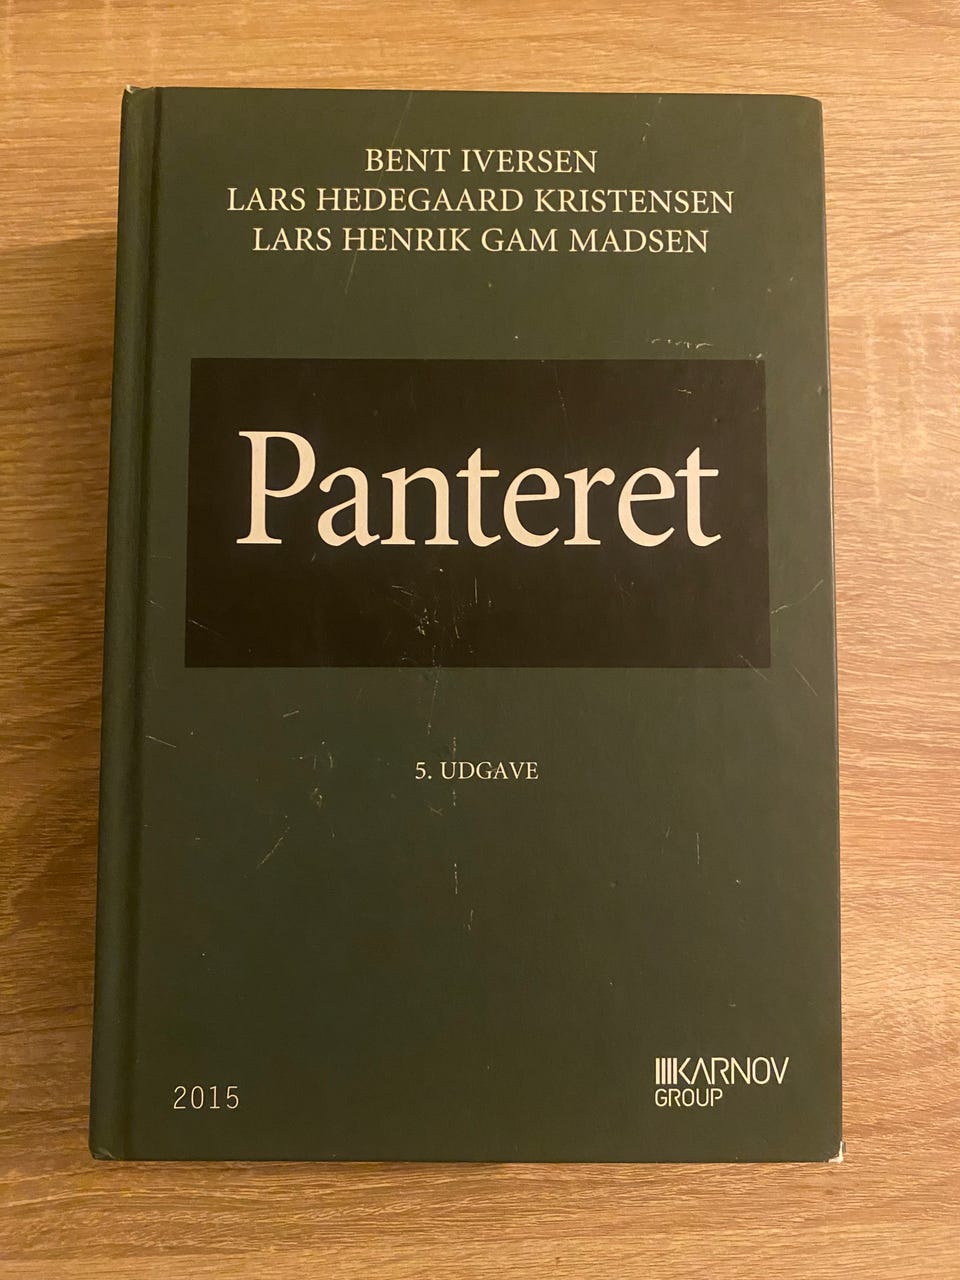 BENT IVERSEN
LARS HEDEGAARD KRISTENSEN
LARS HENRIK GAM MADSEN
Panteret
5. UDGAVE
2015
KARNOV
GROUP